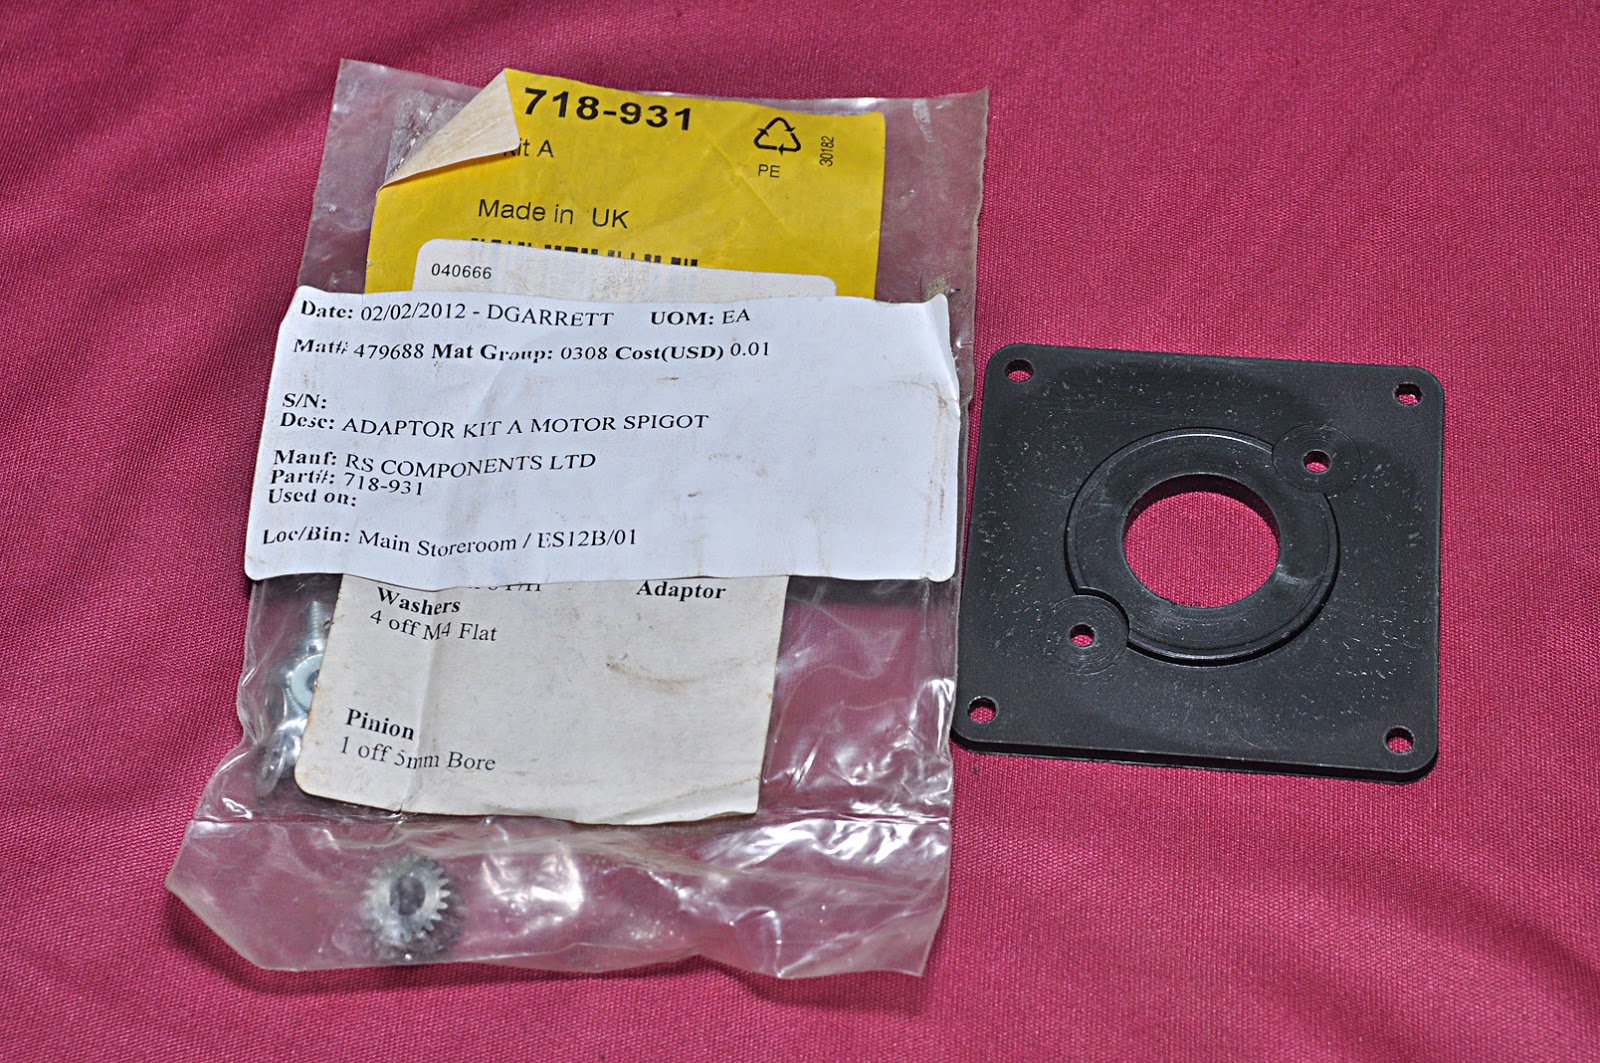 718-931
Kit A
PE
30182
Made in UK
040666
Date: 02/02/2012 - DGARRETT UOM: EA
Mat# 479688 Mat Group: 0308 Cost(USD) 0.01
S/N:
Desc: ADAPTOR KIT A MOTOR SPIGOT
Manf: RS COMPONENTS LTD
Part#: 718-931
Used on:
Loc/Bin: Main Storeroom / ES12B/01
Adaptor
Washers
4 off M4 Flat
Pinion
1 off 5mm Bore